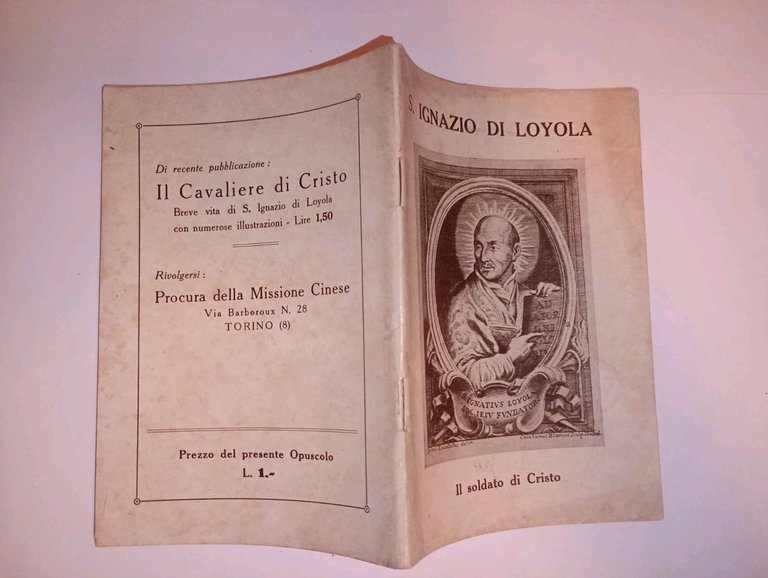 Di recente pubblicazione :
Il Cavaliere di Cristo
Breve vita di S. Ignazio di Loyola
con numerose illustrazioni - Lire 1,50
Rivolgersi :
Procura della Missione Cinese
Via Barboroux N. 28
TORINO (8)
Prezzo del presente Opuscolo
L. 1.-
S. IGNAZIO DI LOYOLA
AD
S. IGNATIVS LOYOLA
SOC. IESV FVNDATOR
Il soldato di Cristo